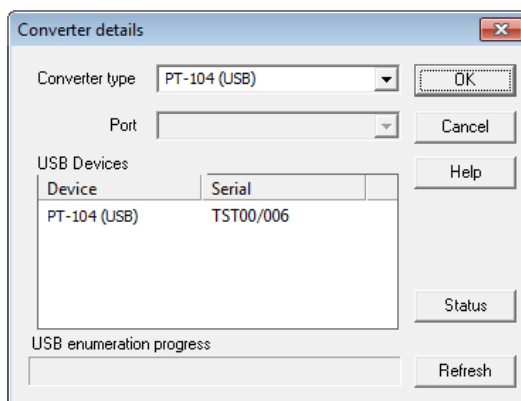 Converter details
Converter type PT-104 (USB) OK
Port Cancel
USB Devices Help
Device Serial
PT-104 (USB) TST00/006
Status
USB enumeration progress
Refresh